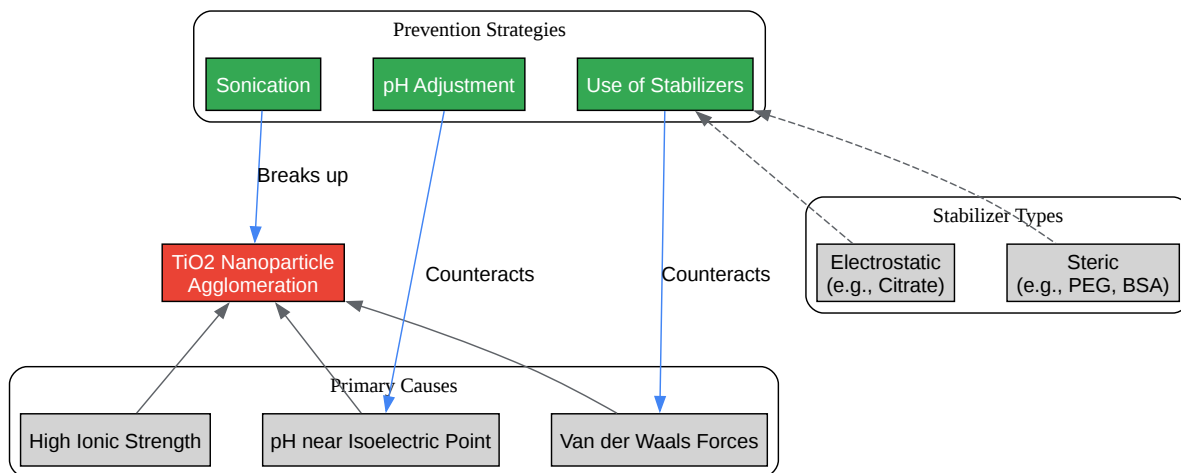 Prevention Strategies
Sonication
pH Adjustment
Use of Stabilizers
Breaks up
Stabilizer Types
TiO2 Nanoparticle
Agglomeration
Counteracts
Counteracts
Electrostatic
(e.g., Citrate)
Steric
(e.g., PEG, BSA)
Primary Causes
High Ionic Strength
pH near Isoelectric Point
Van der Waals Forces